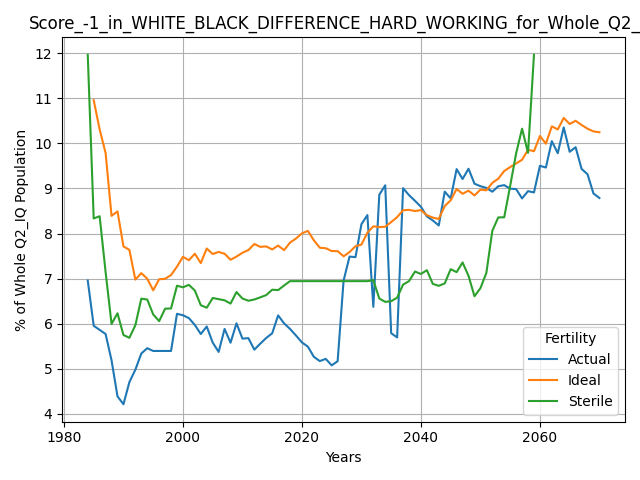 Score_-1_in_WHITE_BLACK_DIFFERENCE_HARD_WORKING_for_Whole_Q2_
% of Whole Q2_IQ Population
12
11
10
9
8
7
6
5
4
1980
2000
2020
2040
2060
Years
Fertility
Actual
Ideal
Sterile